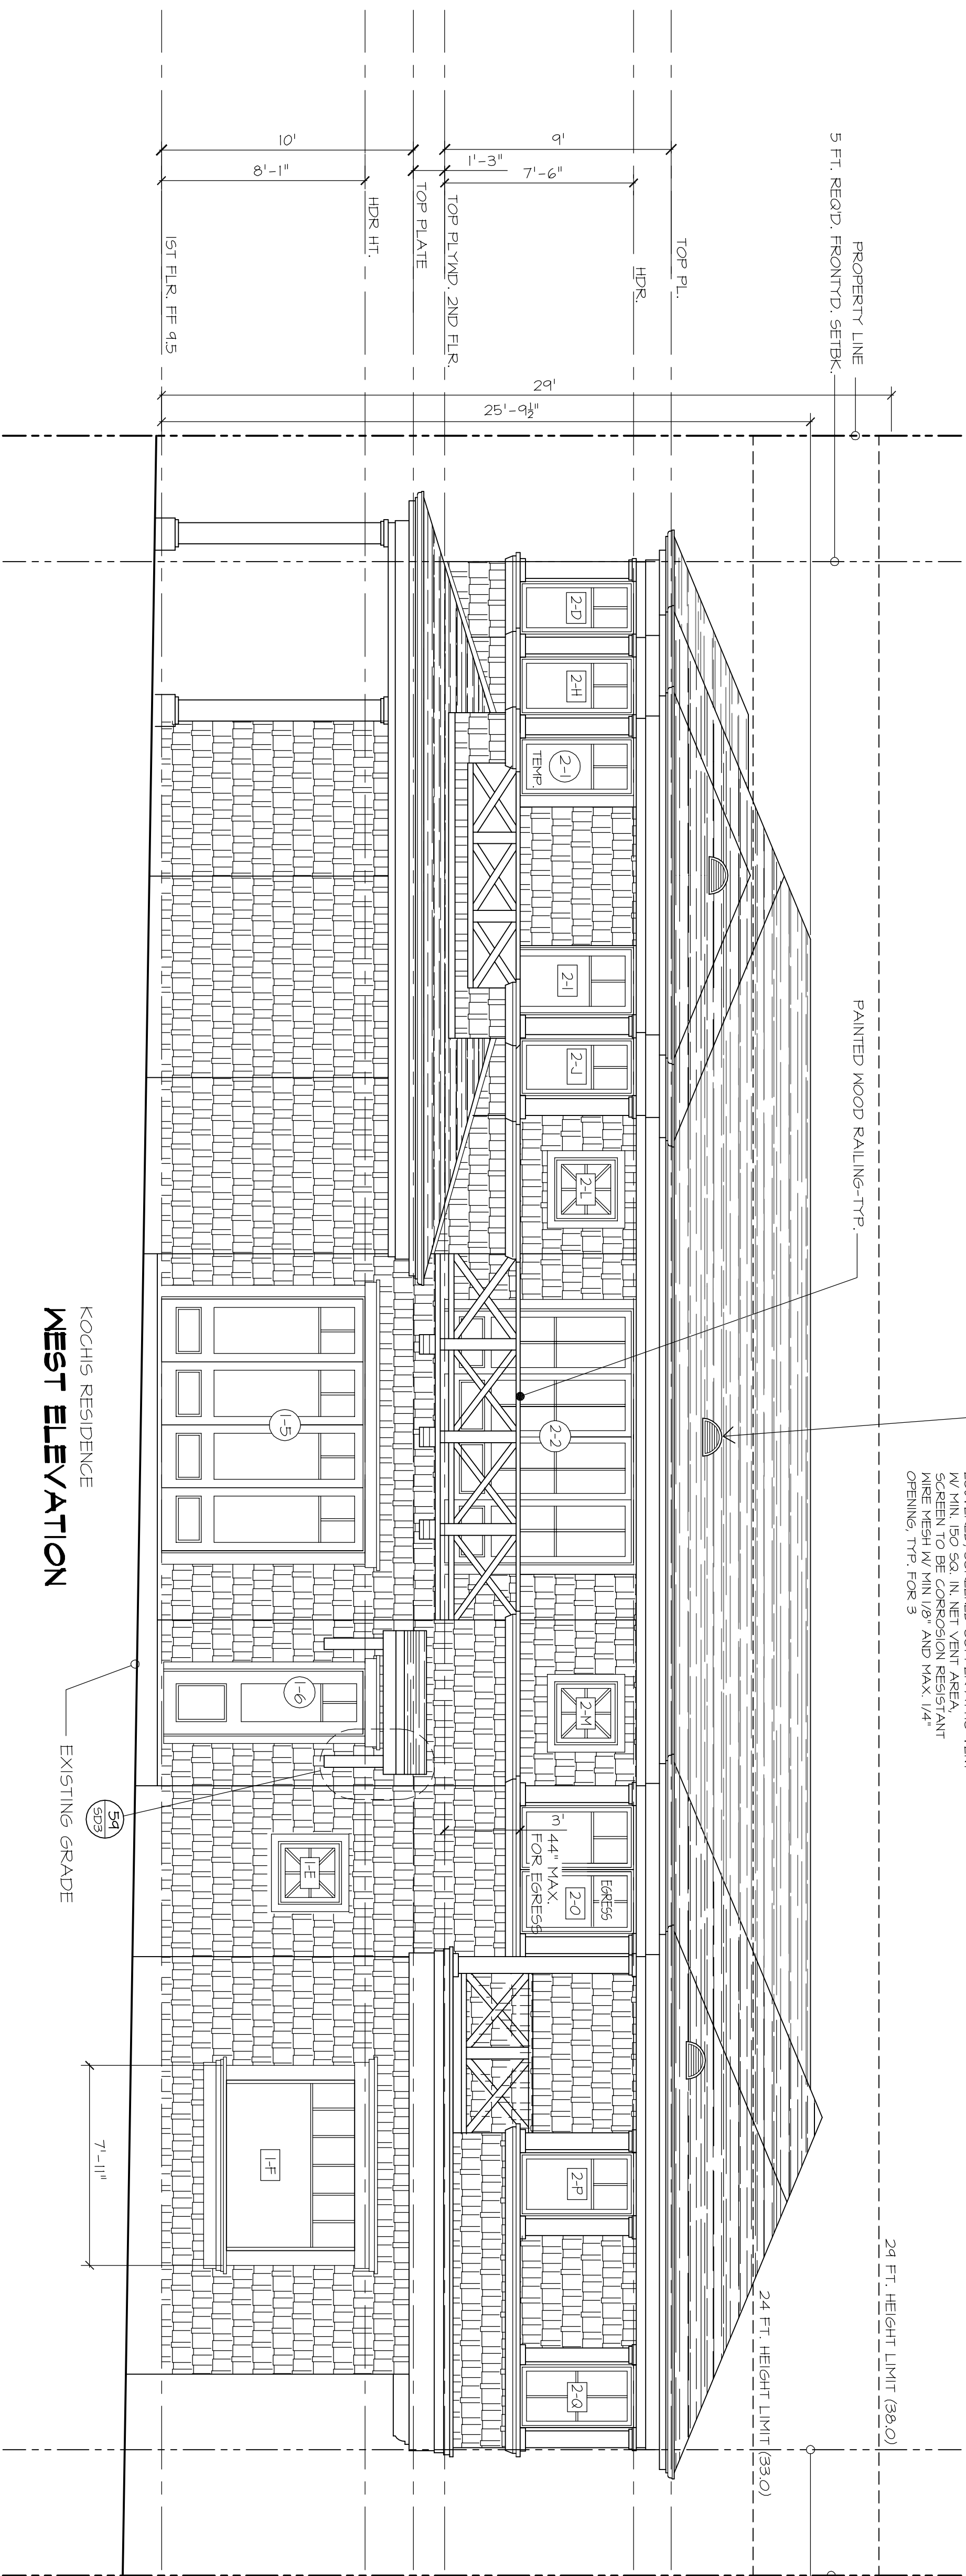 PROPERTY LINE
5 FT. REQ'D. FRONTYD. SETBK.
29 FT. HEIGHT LIMIT (38.0)
24 FT. HEIGHT LIMIT (33.0)
W/ MIN. 150 SQ. IN. NET VENT AREA,
SCREEN TO BE CORROSION RESISTANT
WIRE MESH W/ MIN 1/8" AND MAX. 1/4"
OPENING, TYP. FOR 3
PAINTED WOOD RAILING-TYP.
TOP PL.
HDR.
TOP PLYWD. 2ND FLR.
TOP PLATE
HDR HT.
1ST FLR. FF 9.5
9'
7'-6"
1'-3"
10'
8'-1"
29'
25'-9½"
2-D
2-H
2-1
TEMP.
2-I
2-J
2-L
2-2
2-M
EGRESS
2-O
3'
44" MAX.
FOR EGRESS
2-P
2-Q
1-5
1-6
1-E
1-F
7'-11"
59
SD3
EXISTING GRADE
KOCHIS RESIDENCE
WEST ELEVATION